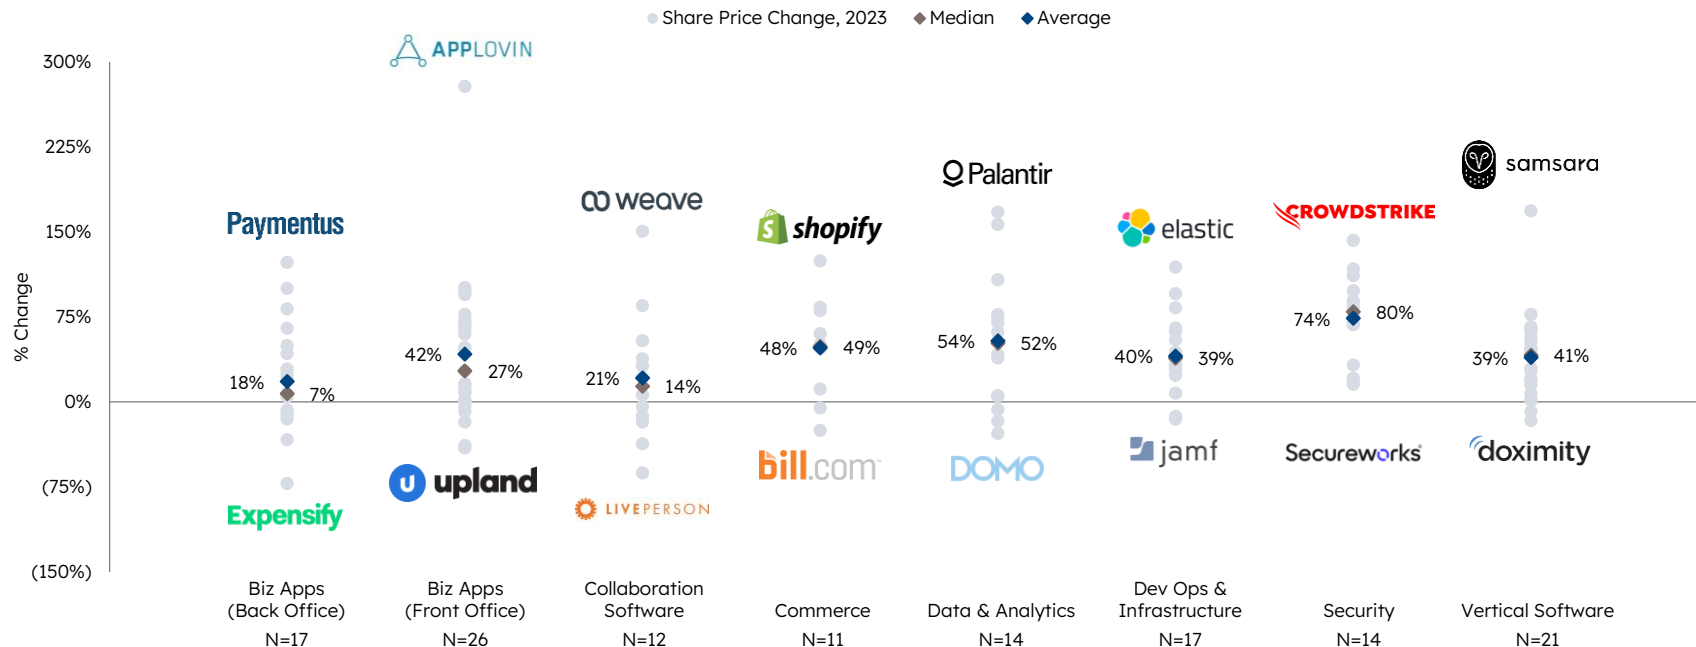 Share Price Change, 2023 Median Average
APPLOVIN
300%
225%
Palantir
samsara
weave
Paymentus
shopify
elastic
CROWDSTRIKE
150%
% Change
75%
18% 7%
42% 27%
21% 14%
48% 49%
54% 52%
40% 39%
74% 80%
39% 41%
0%
(75%)
(150%)
Expensify
upland
LIVEPERSON
bill.com
DOMO
jamf
Secureworks
doximity
Biz Apps
(Back Office)
N=17
Biz Apps
(Front Office)
N=26
Collaboration
Software
N=12
Commerce
N=11
Data & Analytics
N=14
Dev Ops &
Infrastructure
N=17
Security
N=14
Vertical Software
N=21